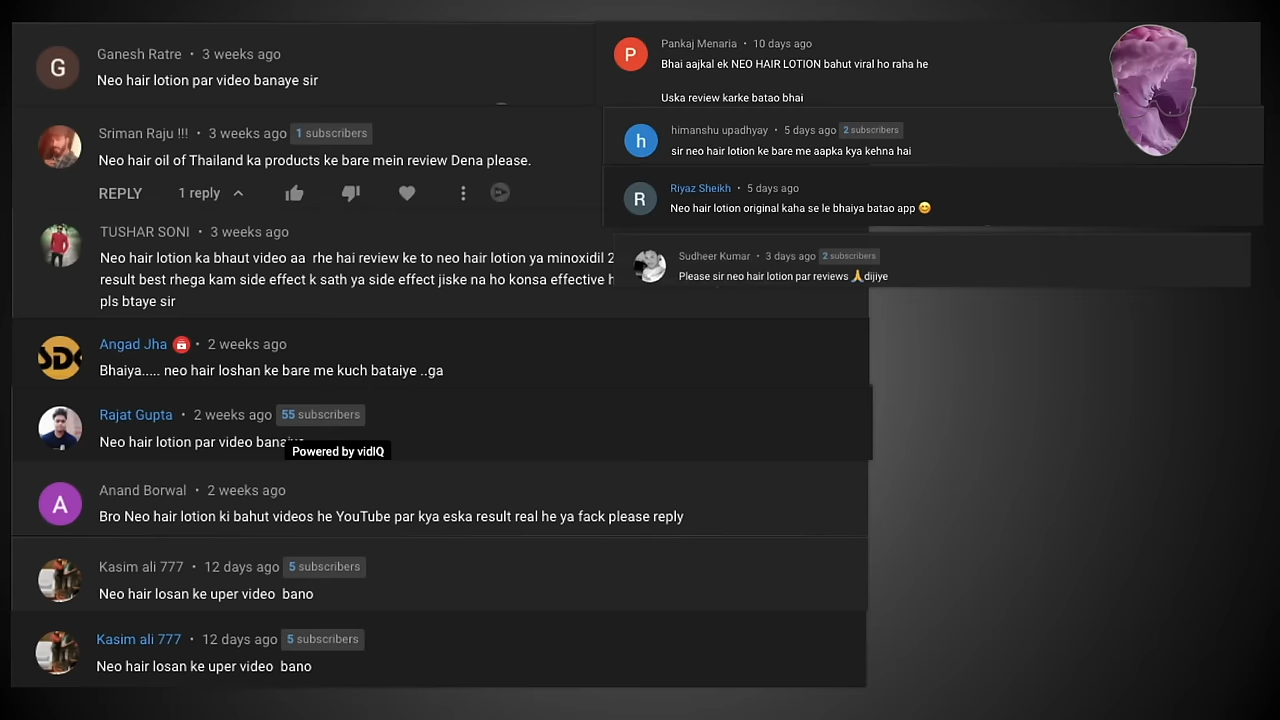 G
Ganesh Ratre • 3 weeks ago
Neo hair lotion par video banaye sir
Sriman Raju !!! • 3 weeks ago 1 subscribers
Neo hair oil of Thailand ka products ke bare mein review Dena please.
REPLY 1 reply
TUSHAR SONI • 3 weeks ago
Neo hair lotion ka bhaut video aa rhe hai review ke to neo hair lotion ya minoxidil 2
result best rhega kam side effect k sath ya side effect jiske na ho konsa effective h
pls btaye sir
SDC
Angad Jha • 2 weeks ago
Bhaiya..... neo hair loshan ke bare me kuch bataiye ..ga
Rajat Gupta • 2 weeks ago 55 subscribers
Neo hair lotion par video
Powered by vidIQ
A
Anand Borwal • 2 weeks ago
Bro Neo hair lotion ki bahut videos he YouTube par kya eska result real he ya fack please reply
Kasim ali 777 • 12 days ago 5 subscribers
Neo hair losan ke uper video bano
Kasim ali 777 • 12 days ago 5 subscribers
Neo hair losan ke uper video bano
P
Pankaj Menaria • 10 days ago
Bhai aajkal ek NEO HAIR LOTION bahut viral ho raha he
Uska review karke batao bhai
h
himanshu upadhyay • 5 days ago 2 subscribers
sir neo hair lotion ke bare me aapka kya kehna hai
R
Riyaz Sheikh • 5 days ago
Neo hair lotion original kaha se le bhaiya batao app 😊
Sudheer Kumar • 3 days ago 2 subscribers
Please sir neo hair lotion par reviews 🙏dijiye